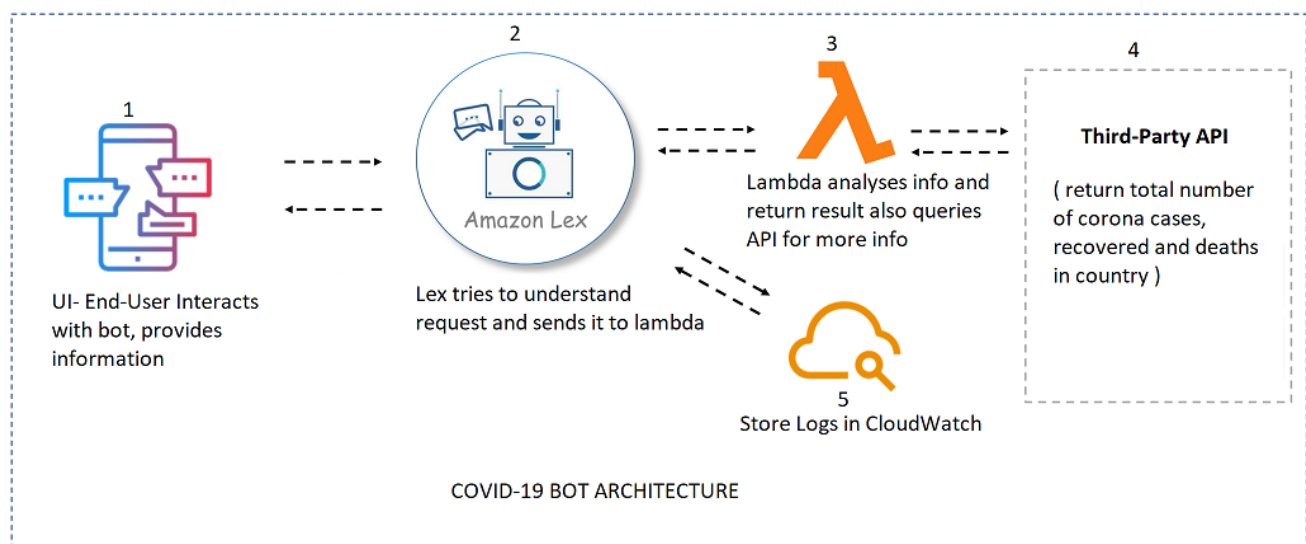 1
UI- End-User Interacts
with bot, provides
information
2
Amazon Lex
Lex tries to understand
request and sends it to lambda
3
Lambda analyses info and
return result also queries
API for more info
4
Third-Party API
( return total number
of corona cases,
recovered and deaths
in country )
5
Store Logs in CloudWatch
COVID-19 BOT ARCHITECTURE